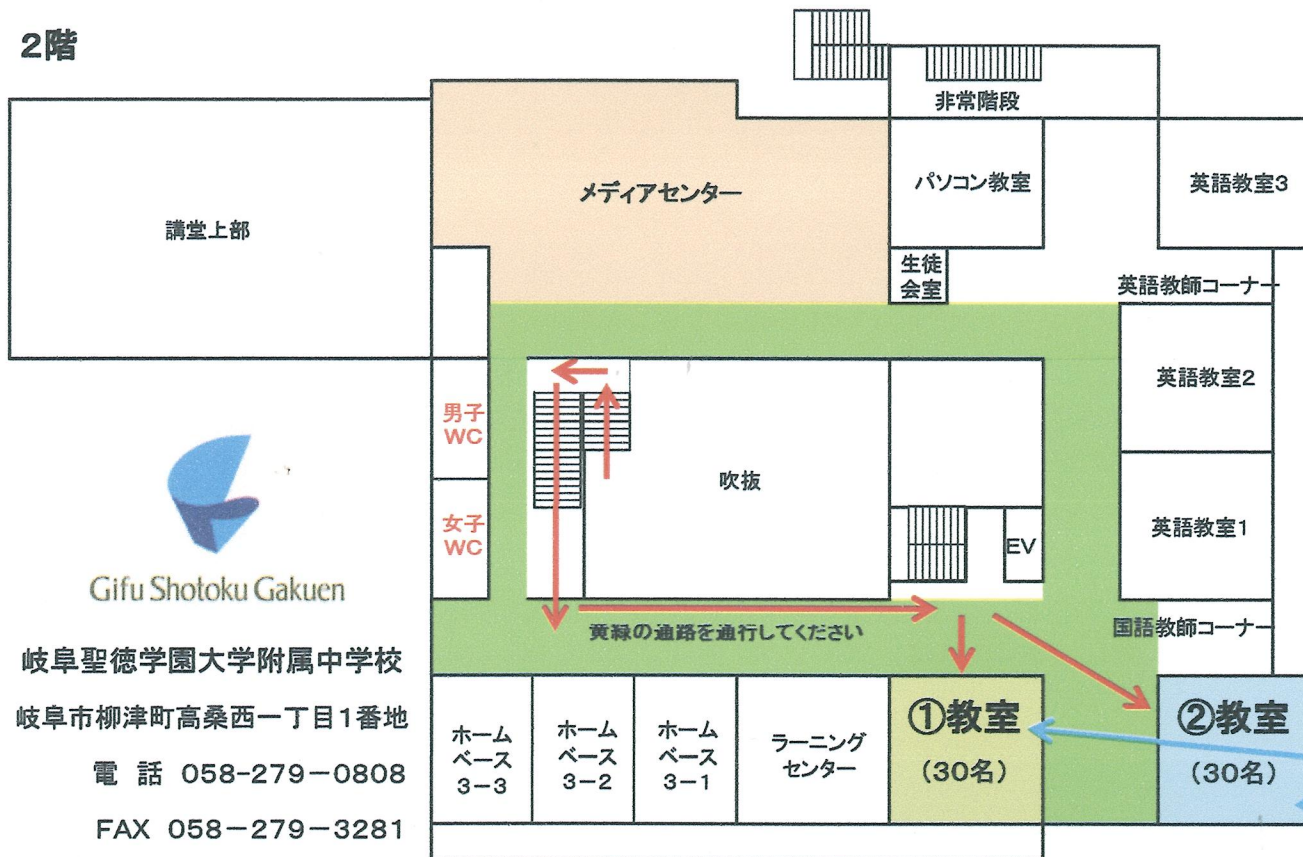 2階
非常階段
メディアセンター
パソコン教室
英語教室3
講堂上部
生徒
会室
英語教師コーナー
英語教室2
男子
WC
吹抜
女子
WC
英語教室1
EV
Gifu Shotoku Gakuen
黄緑の通路を通行してください
国語教師コーナー
岐阜聖徳学園大学附属中学校
岐阜市柳津町高桑西一丁目1番地
電 話 058-279-0808
FAX 058-279-3281
ホーム
ベース
3-3
ホーム
ベース
3-2
ホーム
ベース
3-1
ラーニング
センター
①教室
(30名)
②教室
(30名)